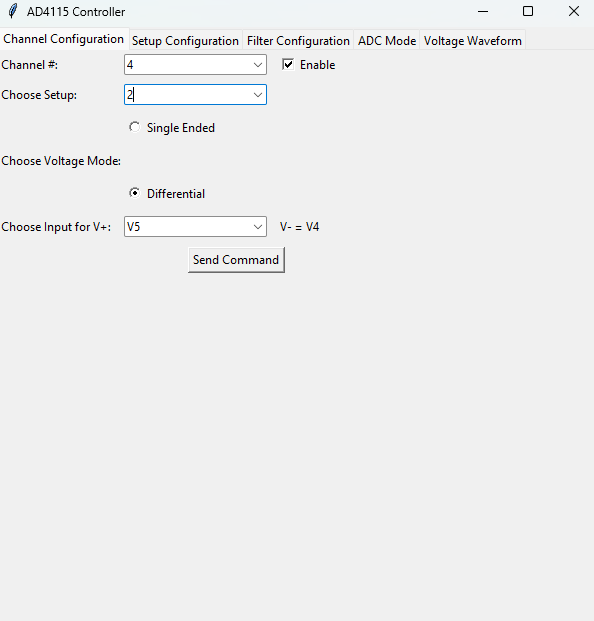 AD4115 Controller
Channel Configuration Setup Configuration Filter Configuration ADC Mode Voltage Waveform
Channel #: 4 Enable
Choose Setup: 2
Single Ended
Choose Voltage Mode:
Differential
Choose Input for V+: V5 V- = V4
Send Command